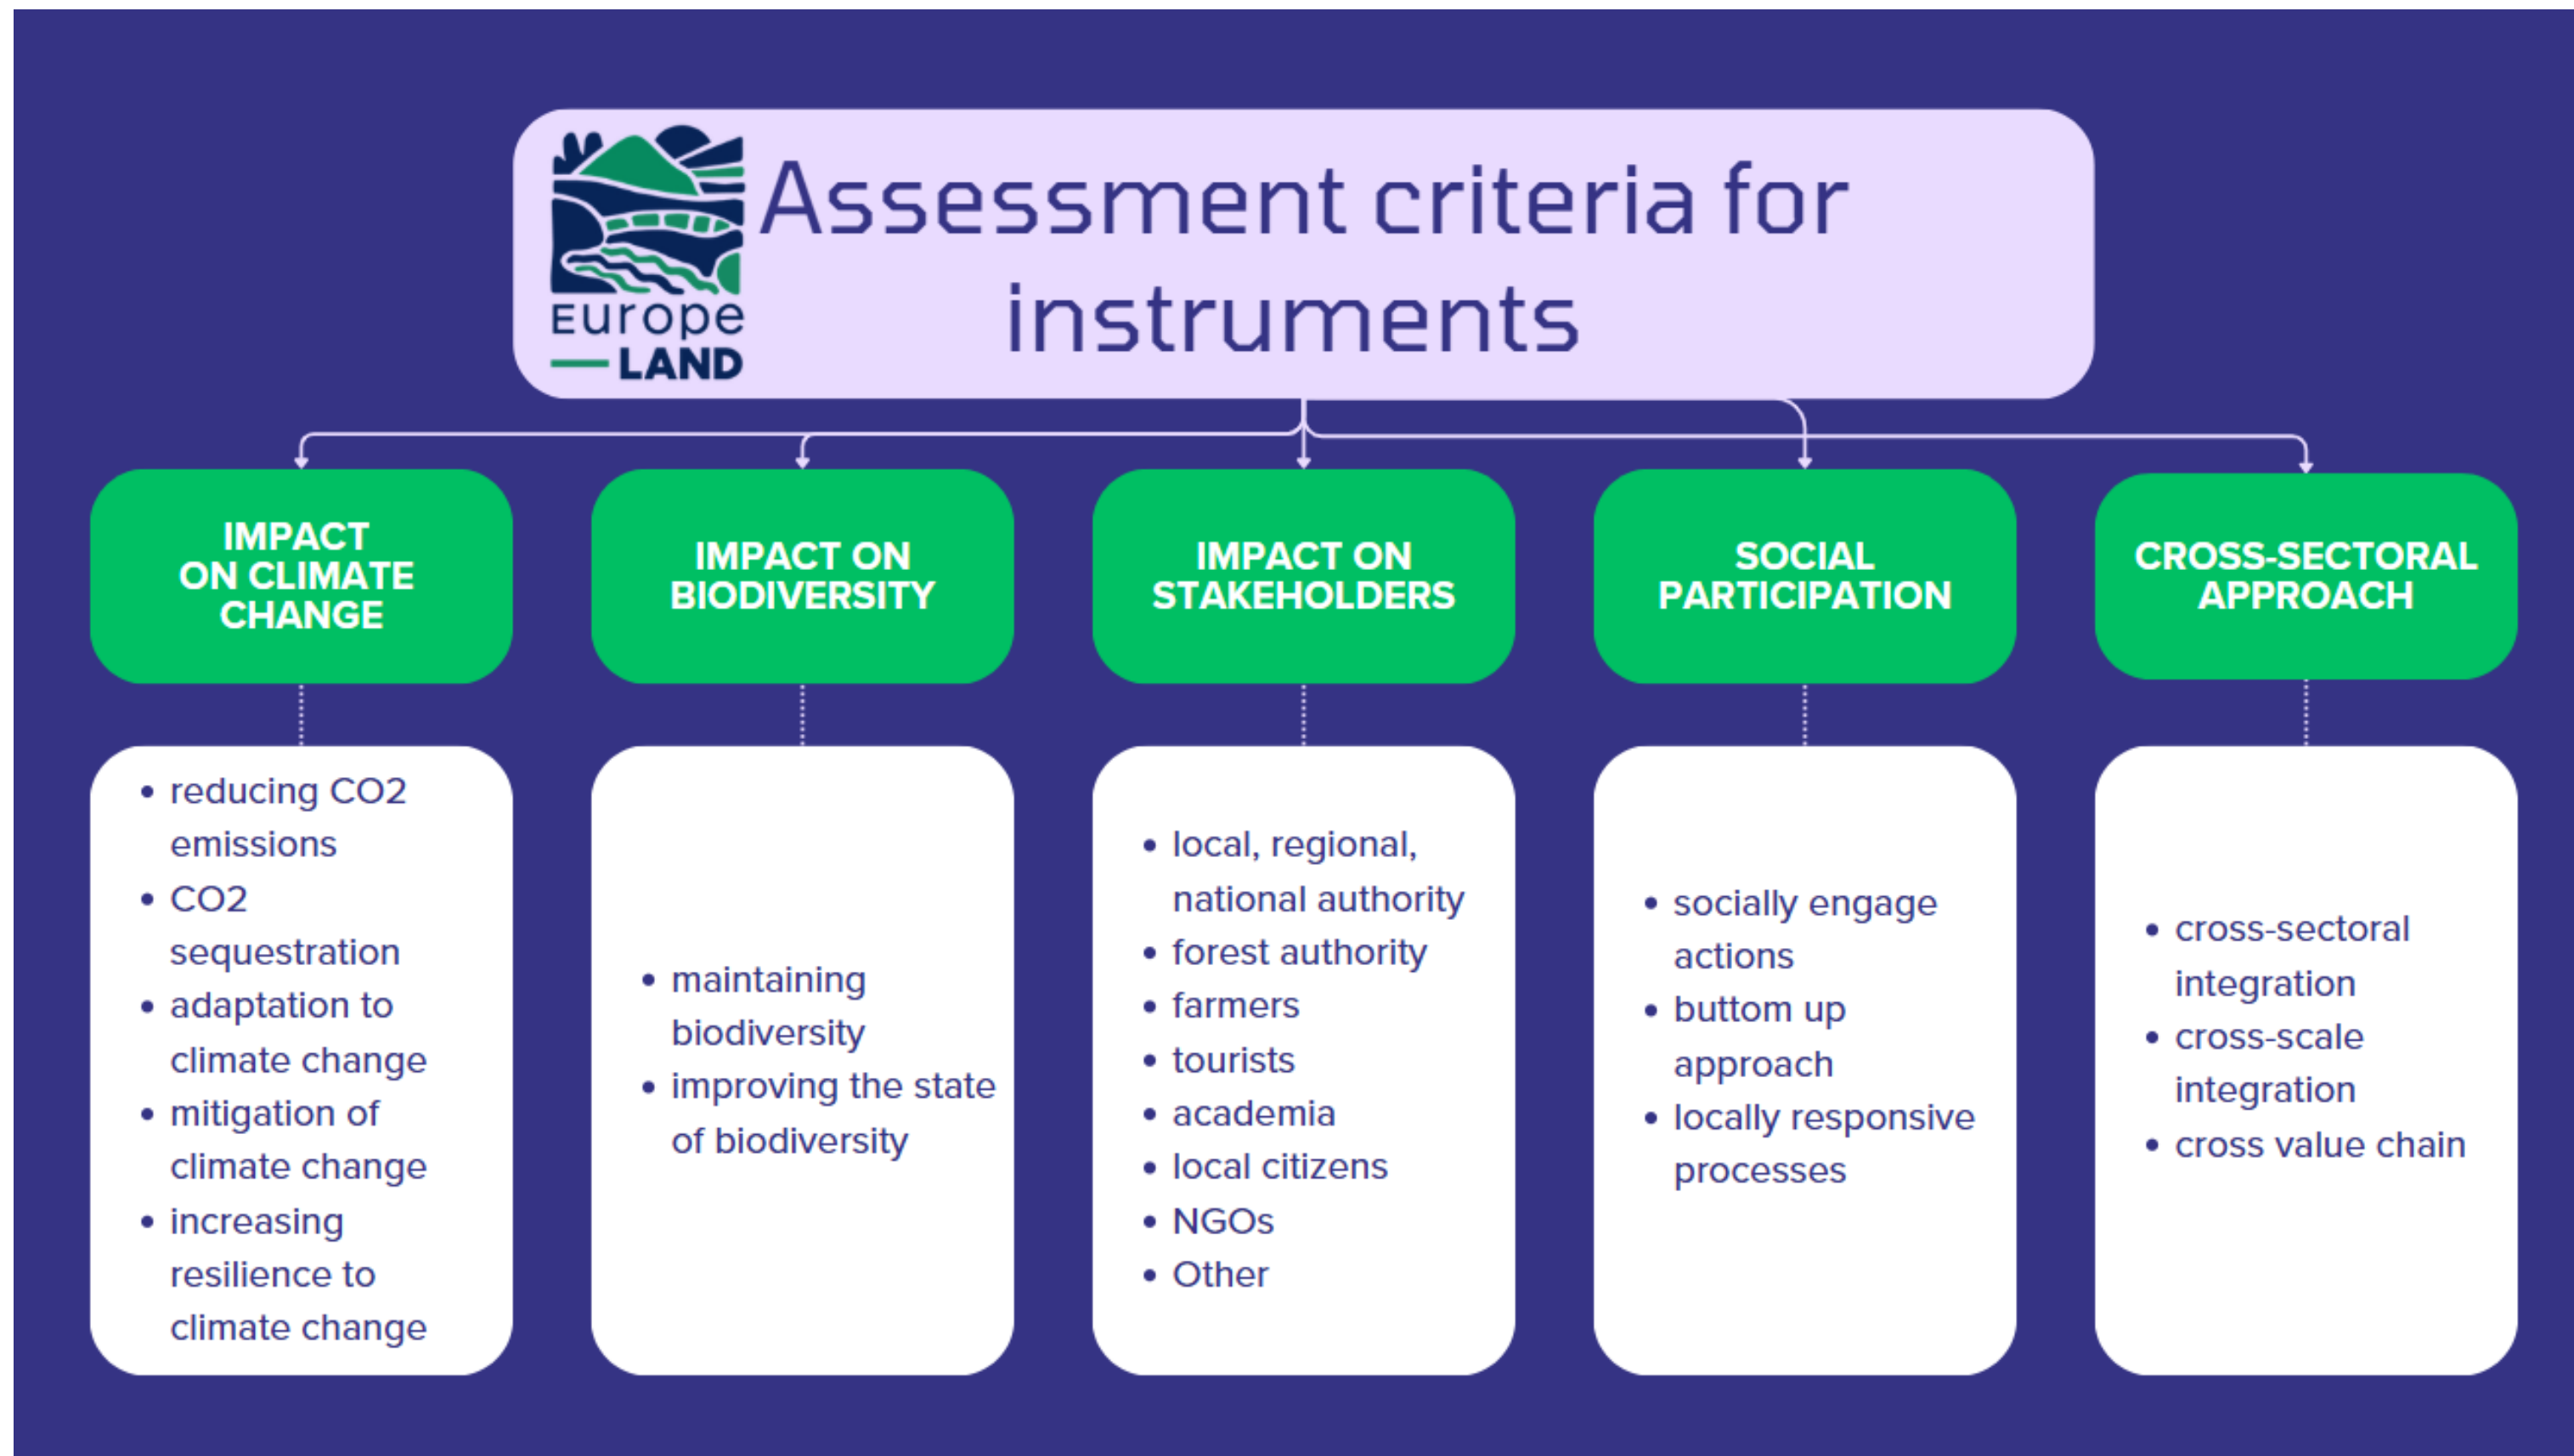 Europe
LAND
Assessment criteria for
instruments
IMPACT
ON CLIMATE
CHANGE
IMPACT ON
BIODIVERSITY
IMPACT ON
STAKEHOLDERS
SOCIAL
PARTICIPATION
CROSS-SECTORAL
APPROACH
• reducing CO2
emissions
• CO2
sequestration
• adaptation to
climate change
• mitigation of
climate change
• increasing
resilience to
climate change
• maintaining
biodiversity
• improving the state
of biodiversity
• local, regional,
national authority
• forest authority
• farmers
• tourists
• academia
• local citizens
• NGOs
• Other
• socially engage
actions
• buttom up
approach
• locally responsive
processes
• cross-sectoral
integration
• cross-scale
integration
• cross value chain